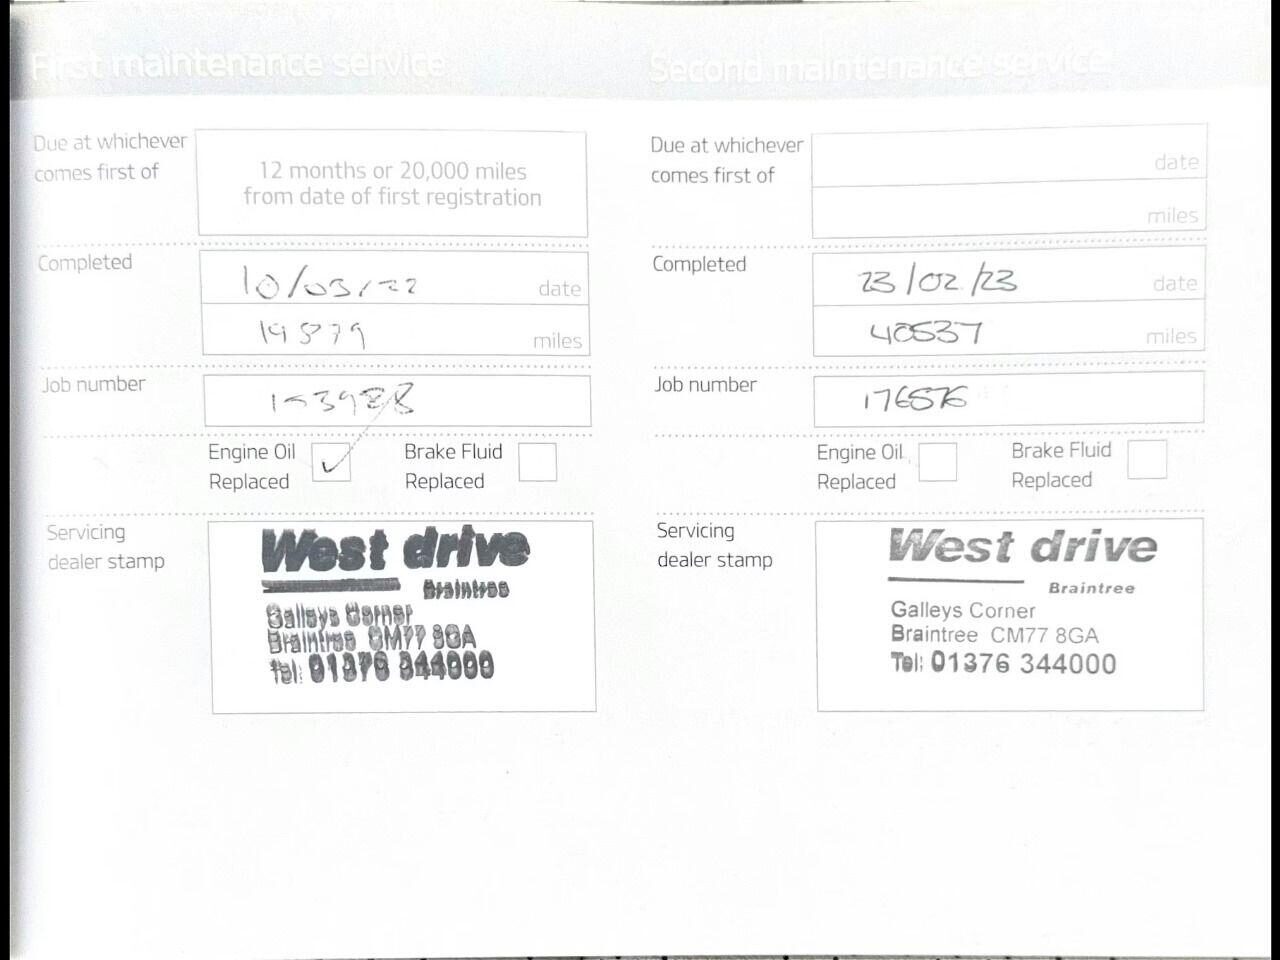 First maintenance service
Due at whichever
comes first of
12 months or 20,000 miles
from date of first registration
Completed
10/03/22 date
19879 miles
Job number
Engine Oil
Replaced
Brake Fluid
Replaced
Servicing
dealer stamp
West drive
Braintree
Galleys Corner
Braintree CM77 8GA
Tel: 01376 344000
Second maintenance service
Due at whichever
comes first of
date
miles
Completed
23/02/23 date
40537 miles
Job number
176576
Engine Oil
Replaced
Brake Fluid
Replaced
Servicing
dealer stamp
West drive
Braintree
Galleys Corner
Braintree CM77 8GA
Tel: 01376 344000